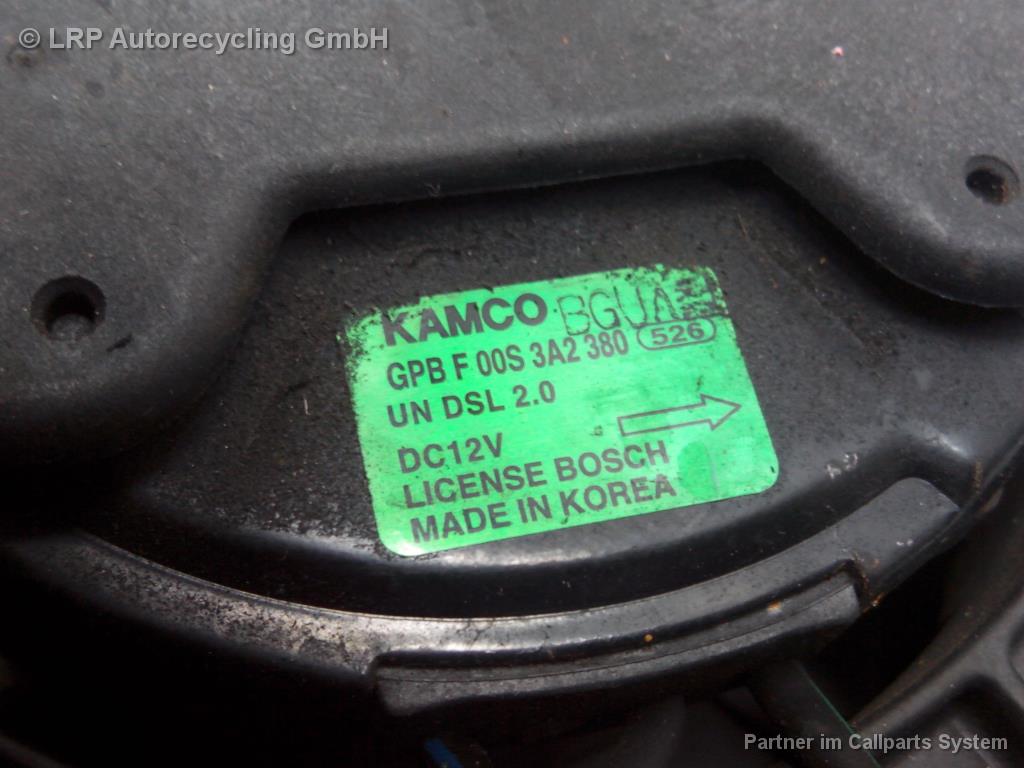 © LRP Autorecycling GmbH
KAMCO BGUA
GPB F 00S 3A2 380 526
UN DSL 2.0
DC12V
LICENSE BOSCH
MADE IN KOREA
Partner im Callparts System